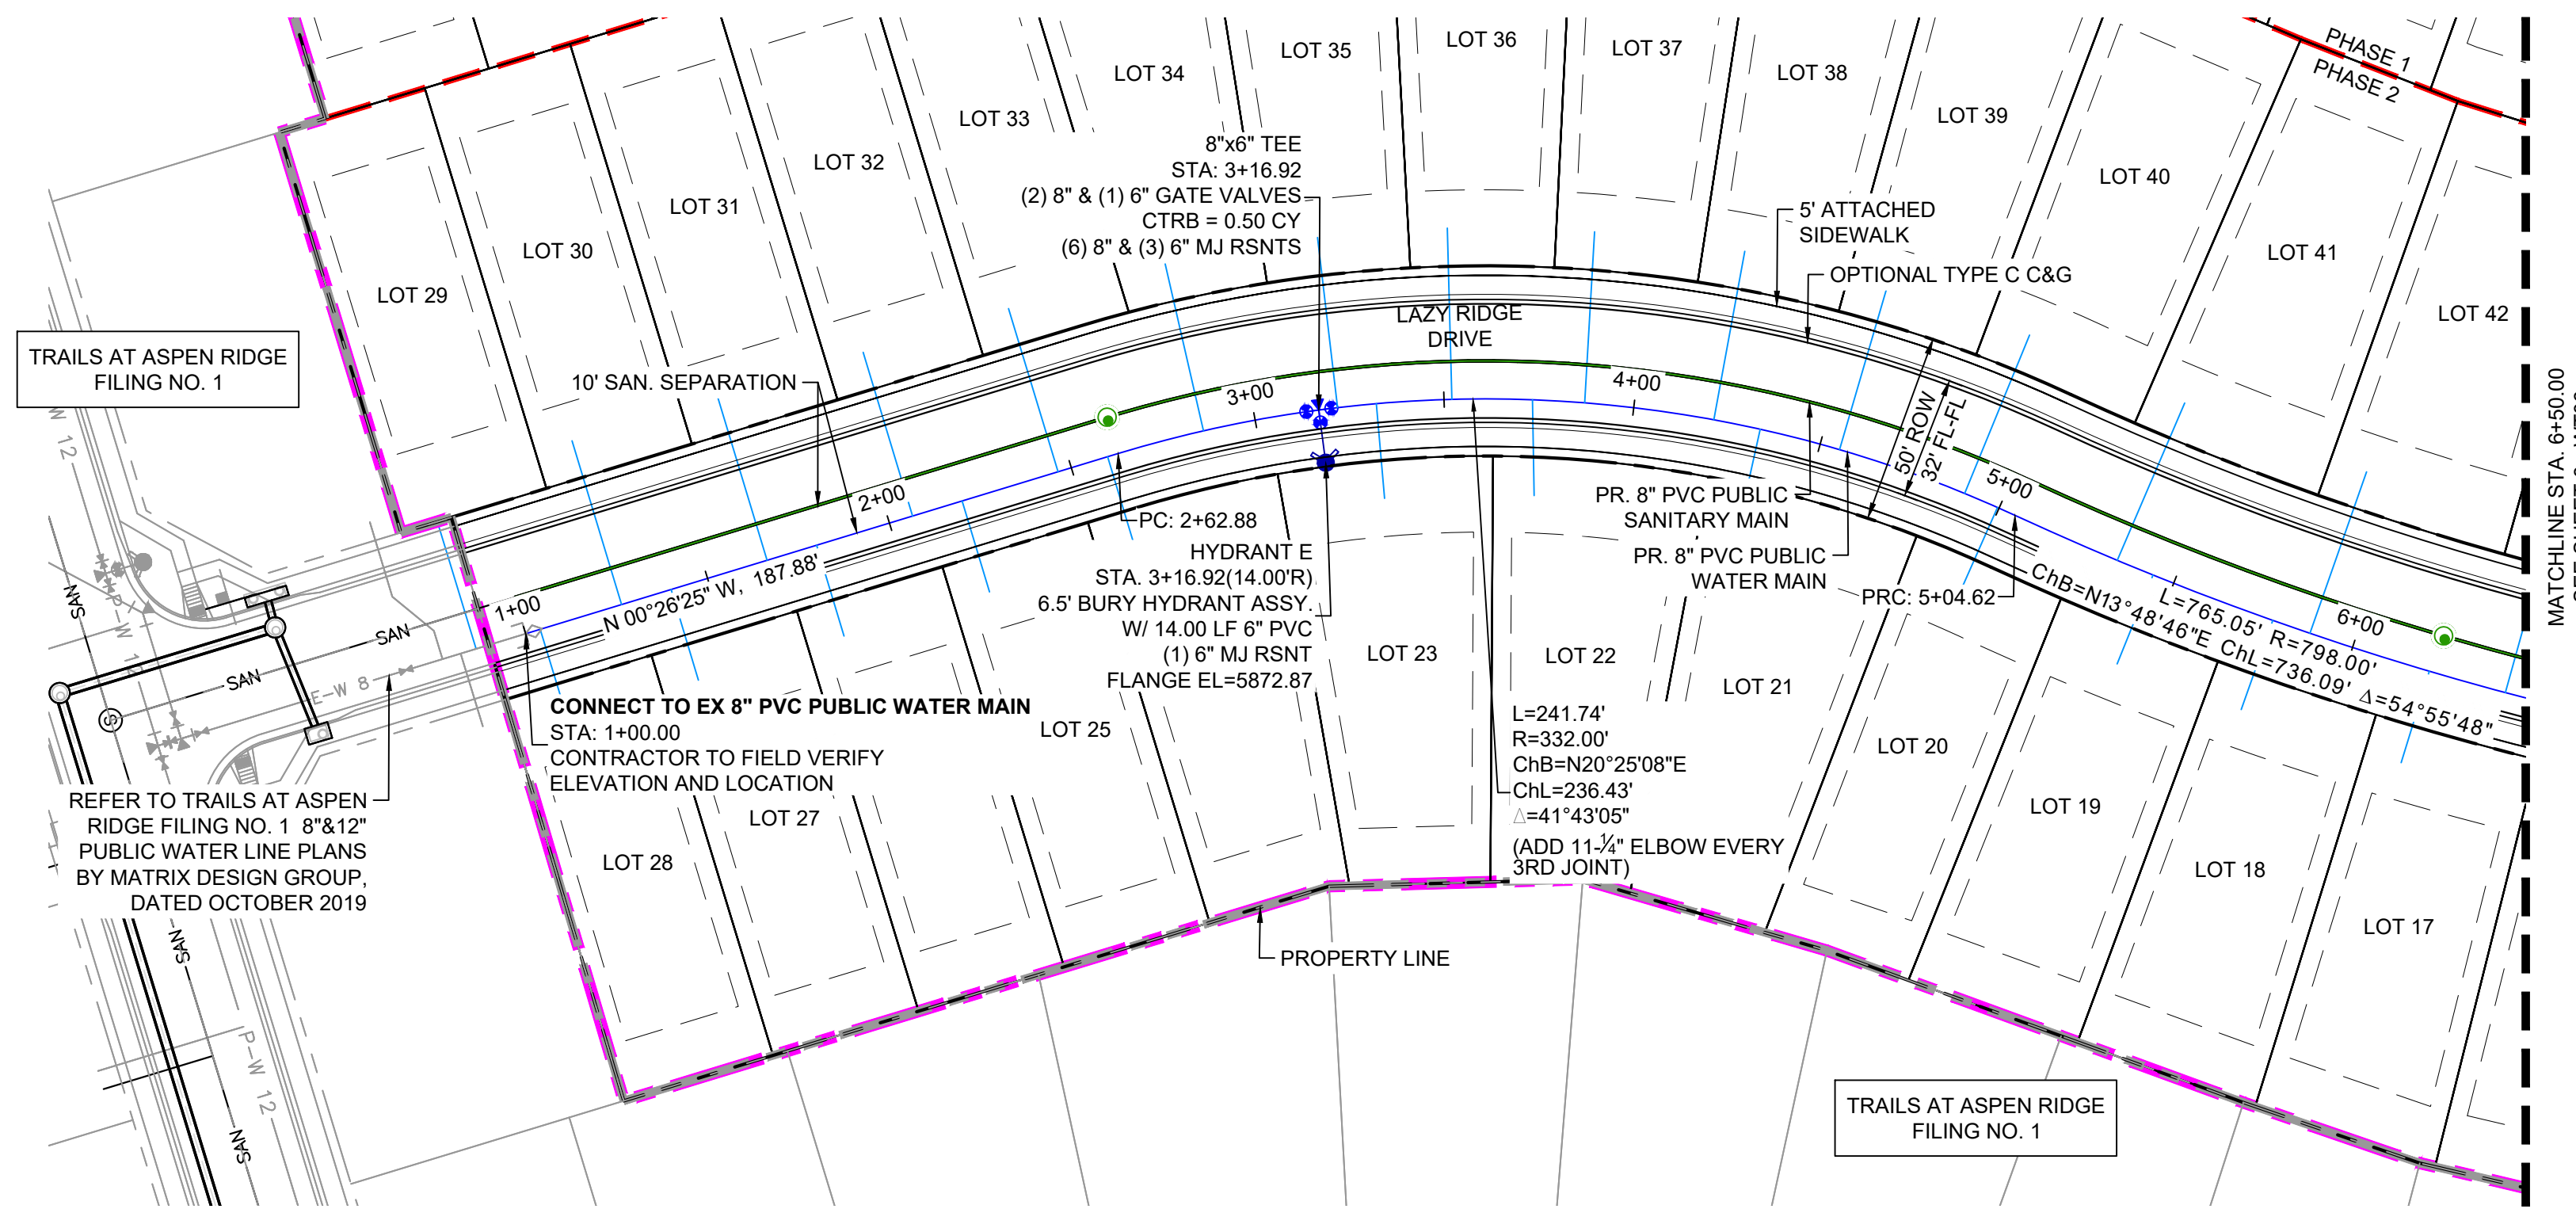 LOT 29
LOT 30
LOT 31
LOT 32
LOT 33
LOT 34
LOT 35
LOT 36
LOT 37
LOT 38
LOT 39
LOT 40
LOT 41
LOT 42
PHASE 1
PHASE 2
8"x6" TEE
STA: 3+16.92
(2) 8" & (1) 6" GATE VALVES
CTRB = 0.50 CY
(6) 8" & (3) 6" MJ RSNTS
5' ATTACHED
SIDEWALK
OPTIONAL TYPE C C&G
LAZY RIDGE
DRIVE
TRAILS AT ASPEN RIDGE
FILING NO. 1
10' SAN. SEPARATION
1+00
2+00
3+00
4+00
5+00
6+00
50' ROW
32' FL-FL
MATCHLINE STA. 6+50.00
W 12
P-W 12
SAN
SAN
SAN
E-W 8
N 00°26'25" W, 187.88'
PC: 2+62.88
HYDRANT E
STA. 3+16.92(14.00'R)
6.5' BURY HYDRANT ASSY.
W/ 14.00 LF 6" PVC
(1) 6" MJ RSNT
FLANGE EL=5872.87
PR. 8" PVC PUBLIC
SANITARY MAIN
PR. 8" PVC PUBLIC
WATER MAIN
PRC: 5+04.62
L=765.05' R=798.00'
ChB=N13°48'46"E ChL=736.09' Δ=54°55'48"
CONNECT TO EX 8" PVC PUBLIC WATER MAIN
STA: 1+00.00
CONTRACTOR TO FIELD VERIFY
ELEVATION AND LOCATION
REFER TO TRAILS AT ASPEN
RIDGE FILING NO. 1 8"&12"
PUBLIC WATER LINE PLANS
BY MATRIX DESIGN GROUP,
DATED OCTOBER 2019
L=241.74'
R=332.00'
ChB=N20°25'08"E
ChL=236.43'
Δ=41°43'05"
(ADD 11-¼" ELBOW EVERY
3RD JOINT)
LOT 28
LOT 27
LOT 25
LOT 23
LOT 22
LOT 21
LOT 20
LOT 19
LOT 18
LOT 17
PROPERTY LINE
S
SAN
SAN
P-W 12
TRAILS AT ASPEN RIDGE
FILING NO. 1